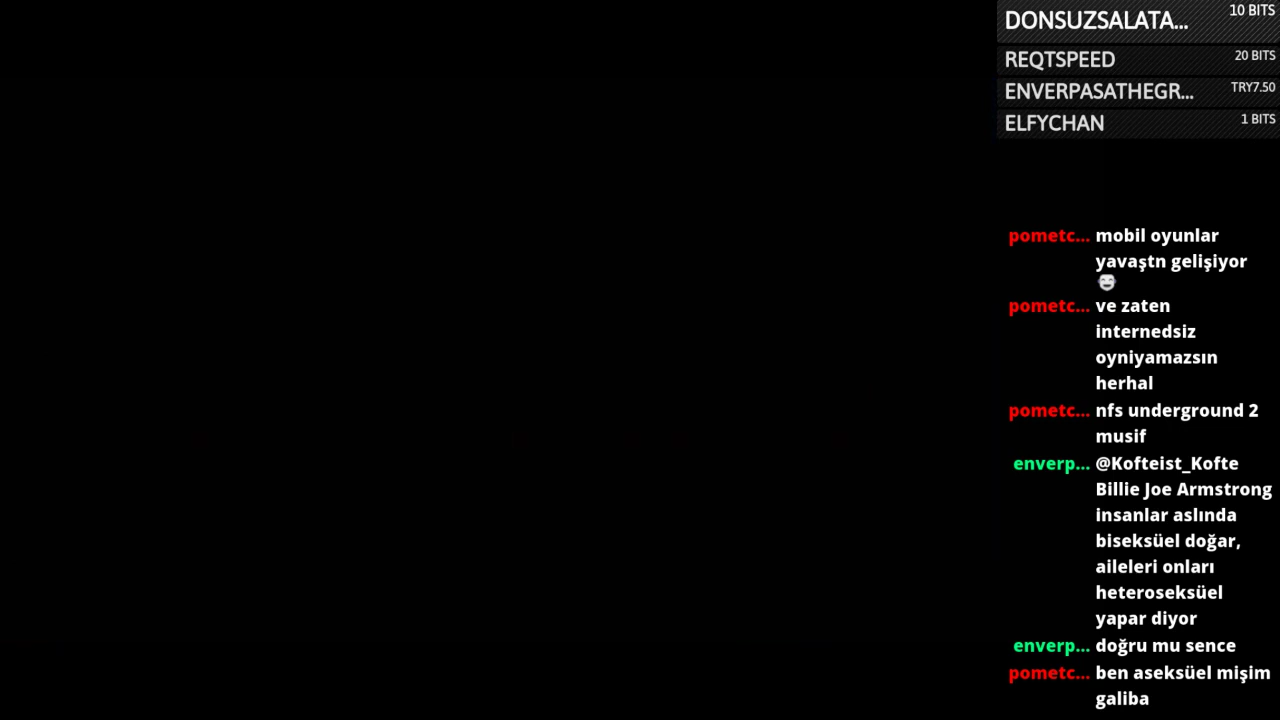 DONSUZSALATA... 10 BITS
REQTSPEED 20 BITS
ENVERPASATHEGR... TRY7.50
ELFYCHAN 1 BITS
pometc... mobil oyunlar
yavaştn gelişiyor
pometc... ve zaten
internedsiz
oyniyamazsın
herhal
pometc... nfs underground 2
musif
enverp... @Kofteist_Kofte
Billie Joe Armstrong
insanlar aslında
biseksüel doğar,
aileleri onları
heteroseksüel
yapar diyor
enverp... doğru mu sence
pometc... ben aseksüel mişim
galiba